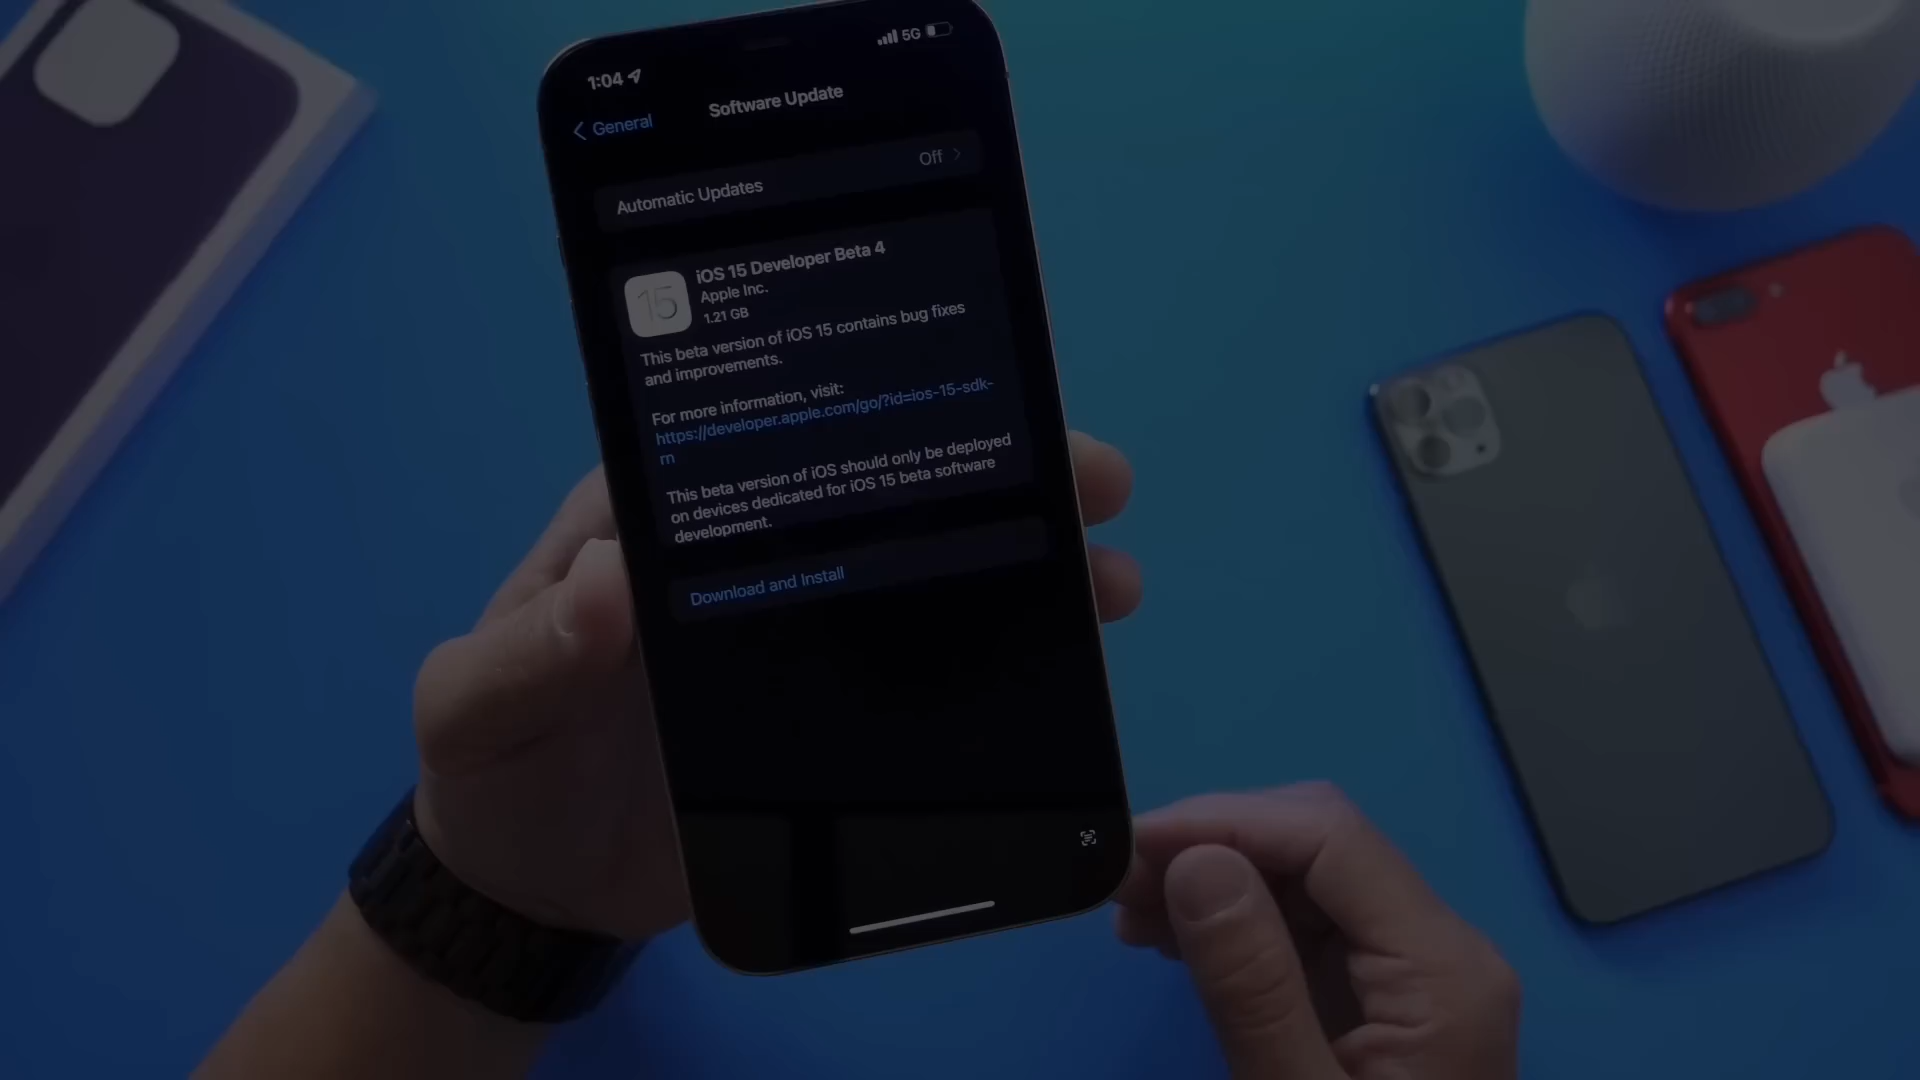 1:04
5G
General
Software Update
Automatic Updates
Off
15
iOS 15 Developer Beta 4
Apple Inc.
1.21 GB
This beta version of iOS 15 contains bug fixes
and improvements.
For more information, visit:
https://developer.apple.com/go/?id=ios-15-sdk-
rn
This beta version of iOS should only be deployed
on devices dedicated for iOS 15 beta software
development.
Download and Install